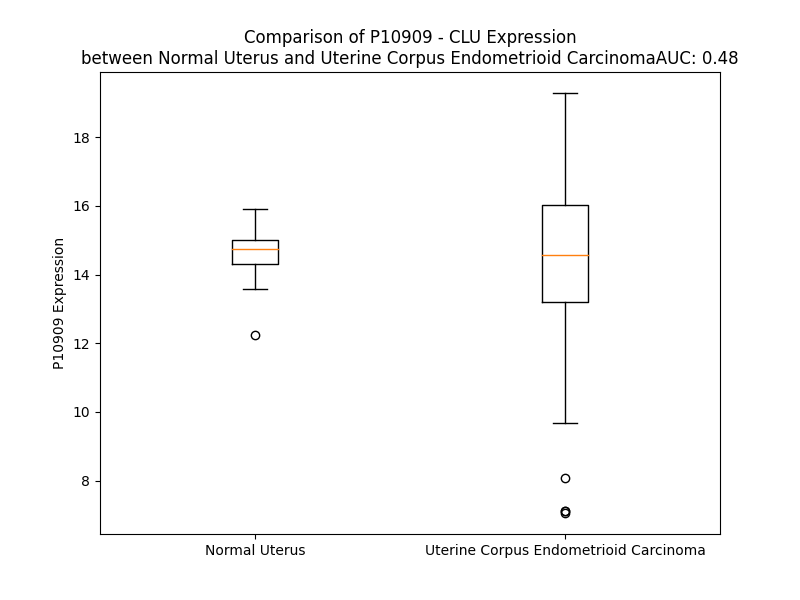 Comparison of P10909 - CLU Expression
between Normal Uterus and Uterine Corpus Endometrioid CarcinomaAUC: 0.48
18
16
14
12
10
8
P10909 Expression
Normal Uterus
Uterine Corpus Endometrioid Carcinoma